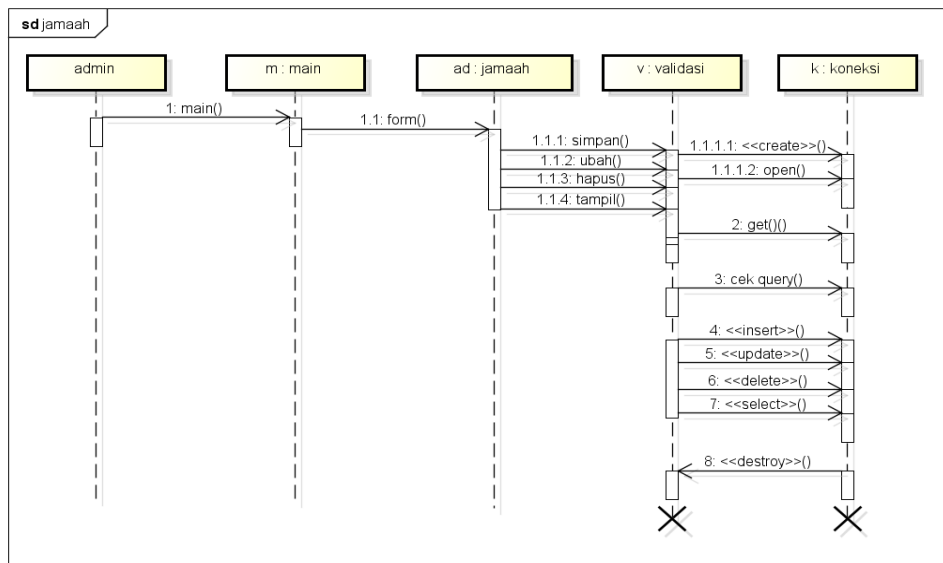 sd jamaah
admin
m : main
ad : jamaah
v : validasi
k : koneksi
1: main()
1.1: form()
1.1.1: simpan()
1.1.1.1: <<create>>()
1.1.2: ubah()
1.1.1.2: open()
1.1.3: hapus()
1.1.4: tampil()
2: get()()
3: cek query()
4: <<insert>>()
5: <<update>>()
6: <<delete>>()
7: <<select>>()
8: <<destroy>>()